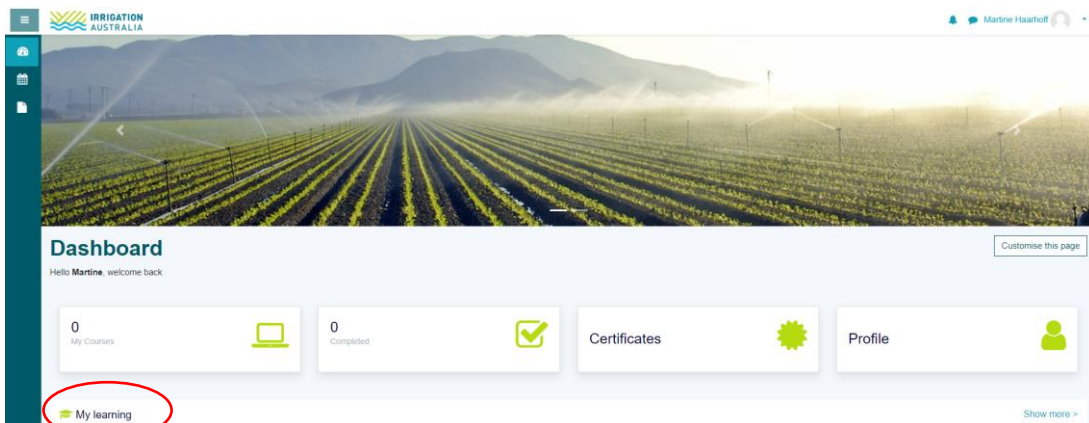 IRRIGATION
AUSTRALIA
Martine Haarhoff
Dashboard
Customise this page
Hello Martine, welcome back
0
My Courses
0
Completed
Certificates
Profile
My learning
Show more >